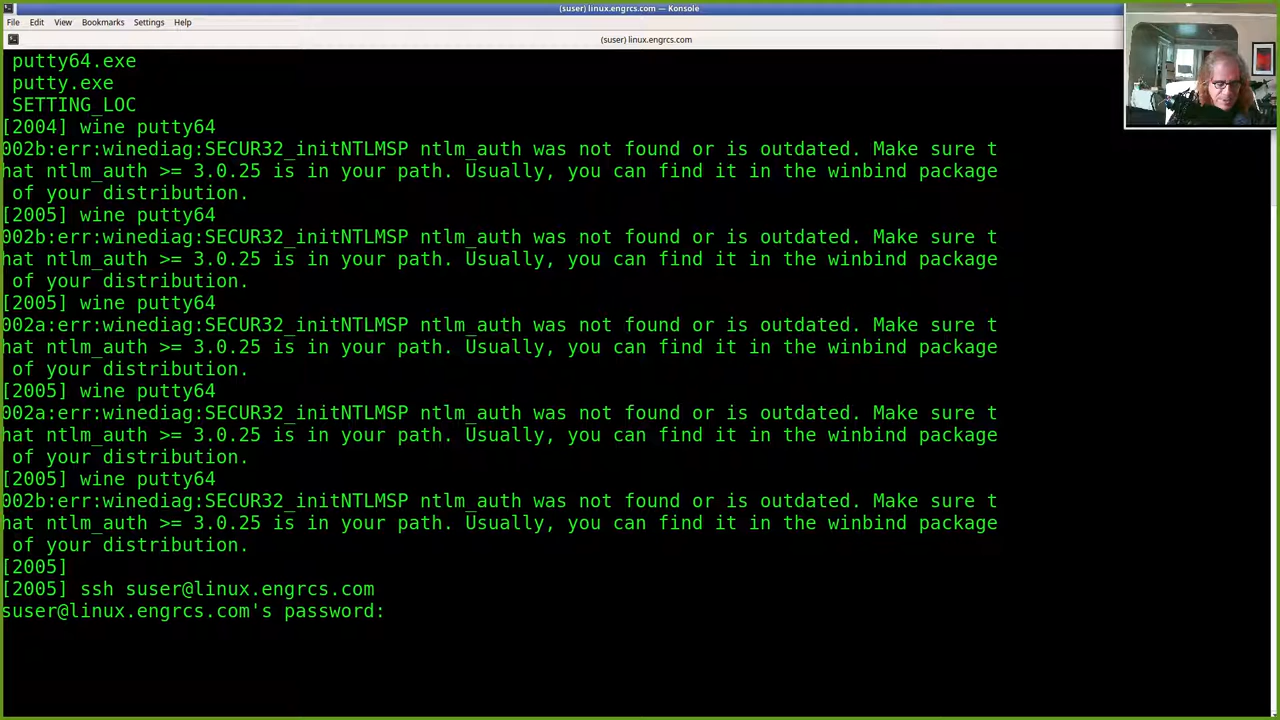 (suser) linux.engrcs.com — Konsole
File Edit View Bookmarks Settings Help
(suser) linux.engrcs.com
putty64.exe
putty.exe
SETTING_LOC
[2004] wine putty64
002b:err:winediag:SECUR32_initNTLMSP ntlm_auth was not found or is outdated. Make sure t
hat ntlm_auth >= 3.0.25 is in your path. Usually, you can find it in the winbind package
of your distribution.
[2005] wine putty64
002b:err:winediag:SECUR32_initNTLMSP ntlm_auth was not found or is outdated. Make sure t
hat ntlm_auth >= 3.0.25 is in your path. Usually, you can find it in the winbind package
of your distribution.
[2005] wine putty64
002a:err:winediag:SECUR32_initNTLMSP ntlm_auth was not found or is outdated. Make sure t
hat ntlm_auth >= 3.0.25 is in your path. Usually, you can find it in the winbind package
of your distribution.
[2005] wine putty64
002a:err:winediag:SECUR32_initNTLMSP ntlm_auth was not found or is outdated. Make sure t
hat ntlm_auth >= 3.0.25 is in your path. Usually, you can find it in the winbind package
of your distribution.
[2005] wine putty64
002b:err:winediag:SECUR32_initNTLMSP ntlm_auth was not found or is outdated. Make sure t
hat ntlm_auth >= 3.0.25 is in your path. Usually, you can find it in the winbind package
of your distribution.
[2005]
[2005] ssh suser@linux.engrcs.com
suser@linux.engrcs.com's password: